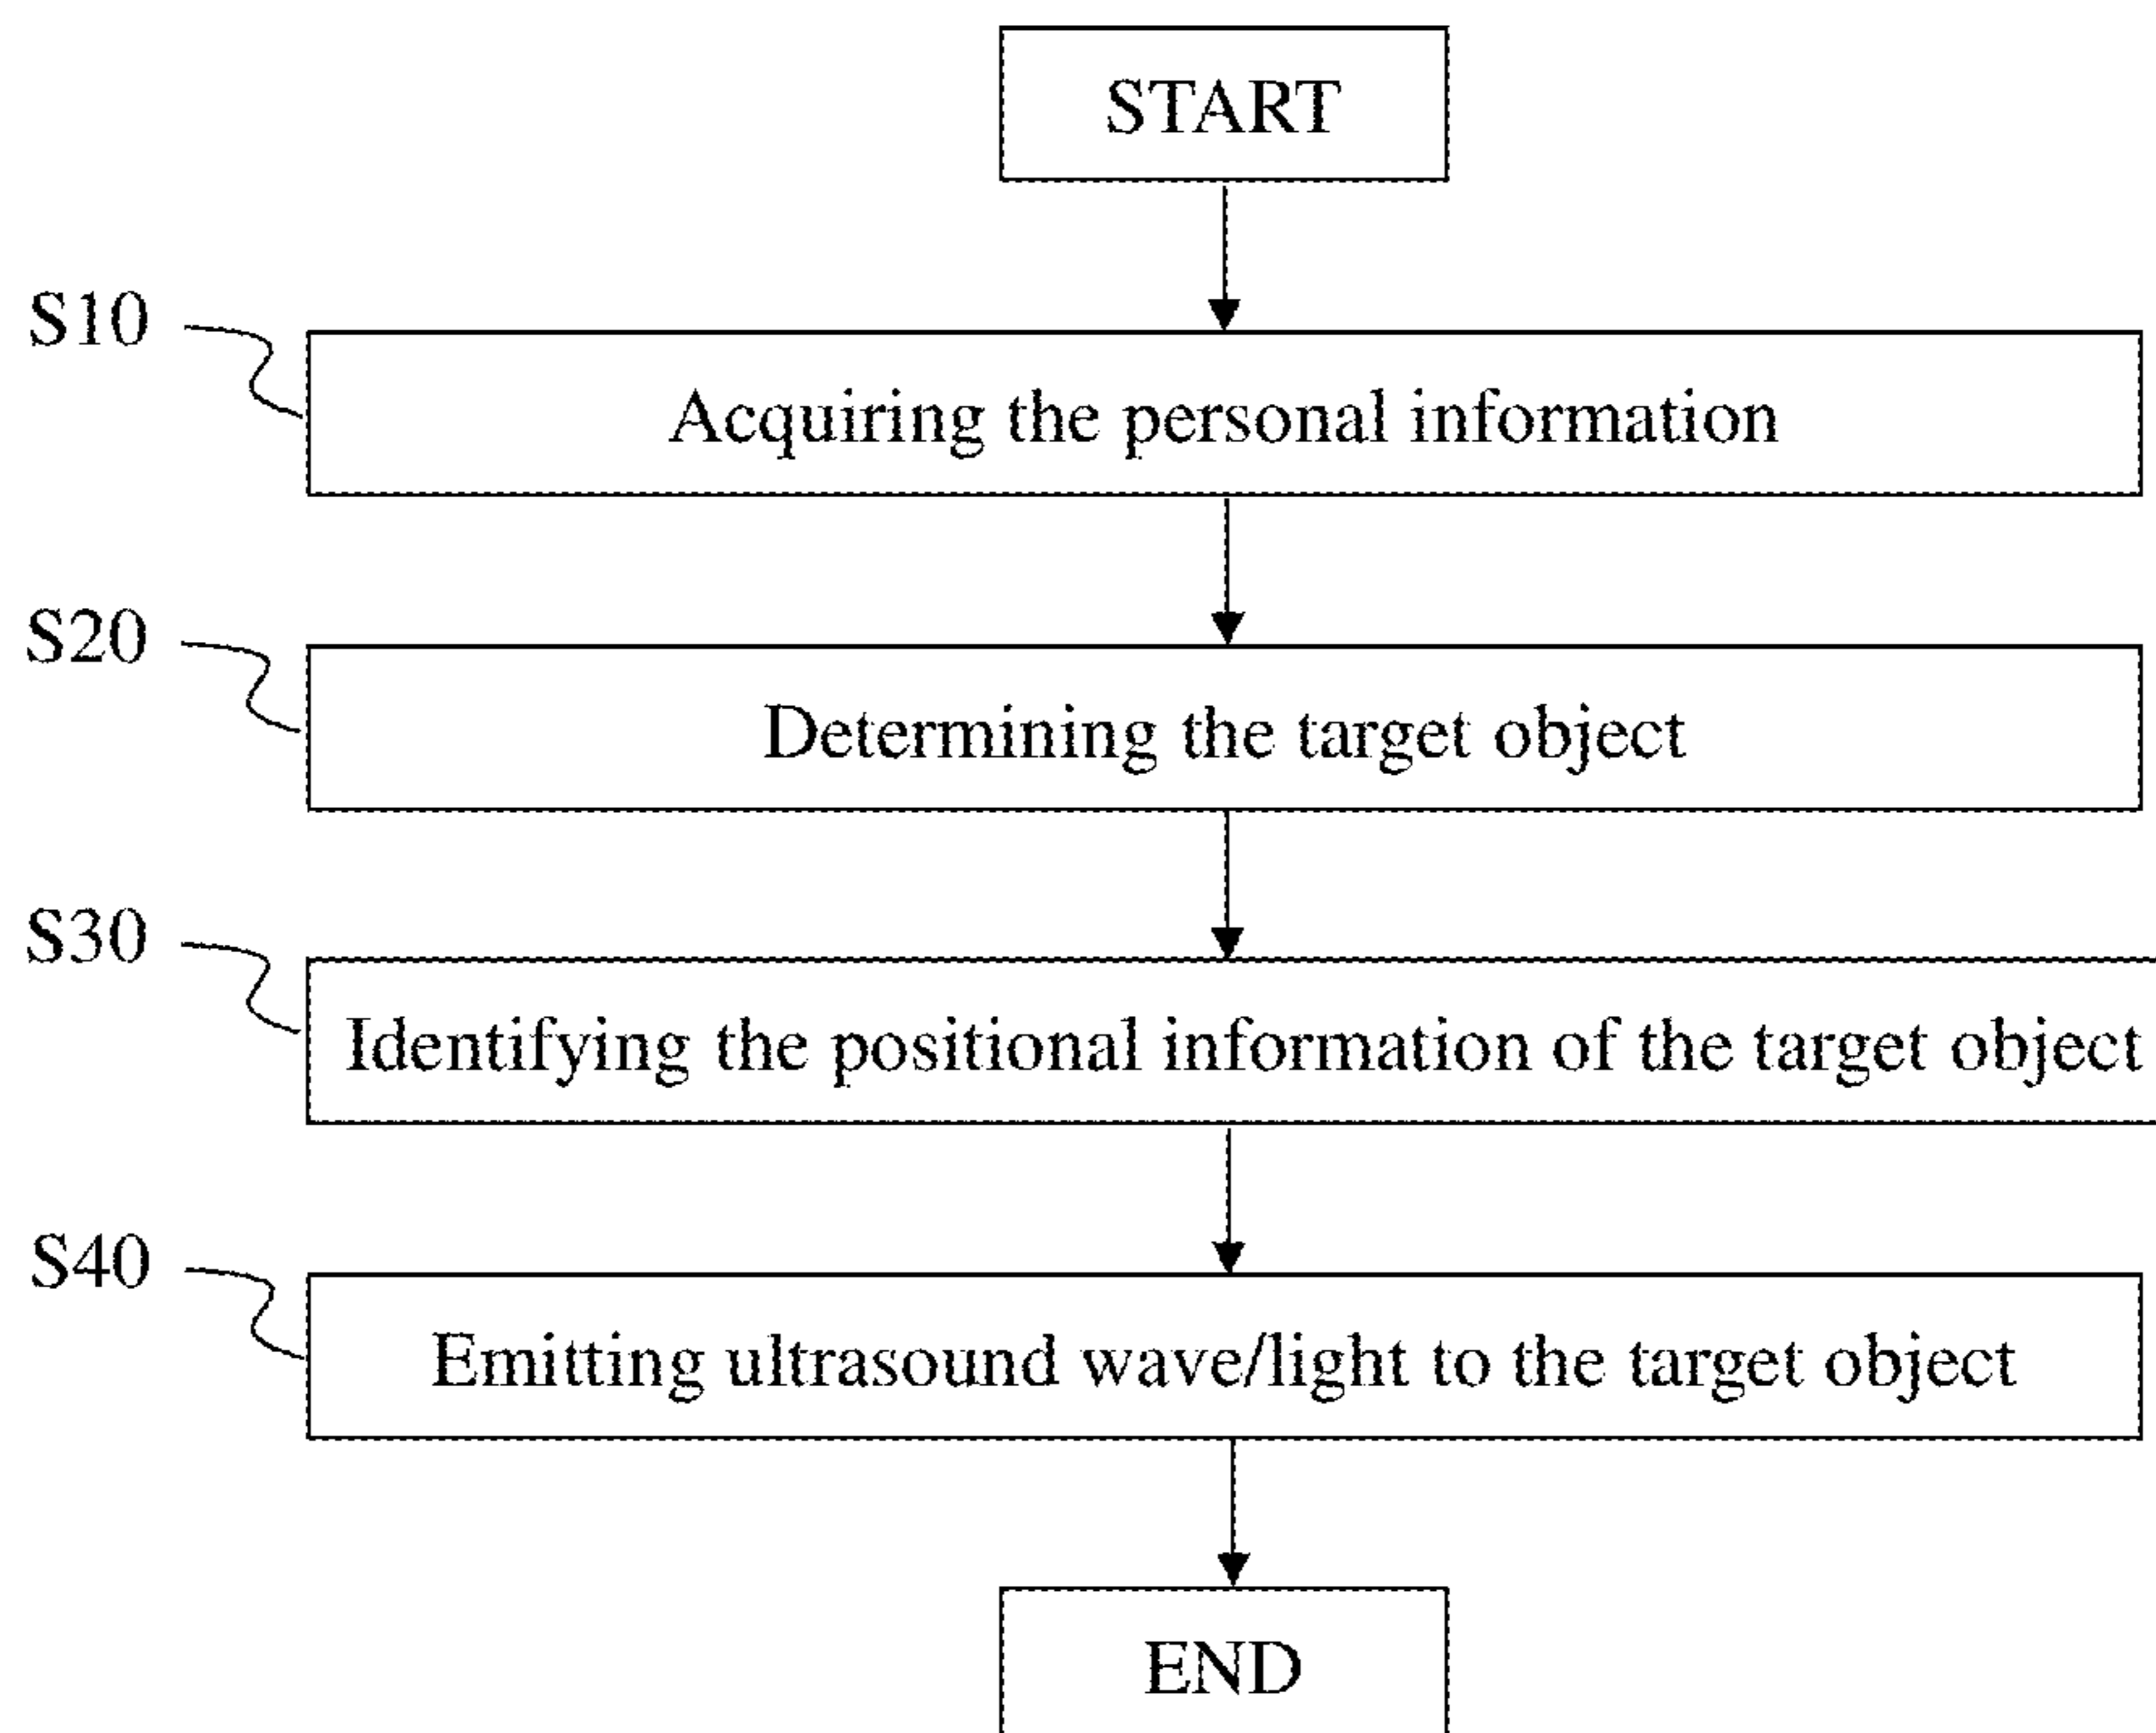 START
S10
Acquiring the personal information
S20
Determining the target object
S30
Identifying the positional information of the target object
S40
Emitting ultrasound wave/light to the target object
END